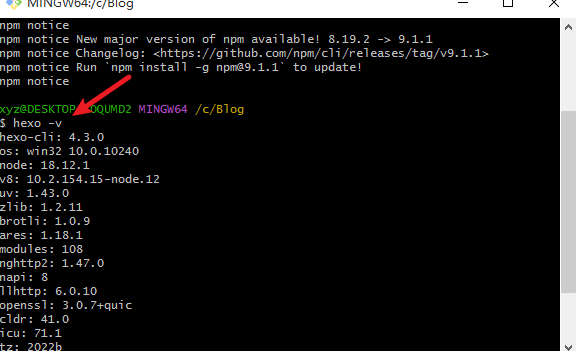 MINGW64:/c/Blog
npm notice
npm notice New major version of npm available! 8.19.2 -> 9.1.1
npm notice Changelog: <https://github.com/npm/cli/releases/tag/v9.1.1>
npm notice Run `npm install -g npm@9.1.1` to update!
npm notice
xyz@DESKTOP OQUMD2 MINGW64 /c/Blog
$ hexo -v
hexo-cli: 4.3.0
os: win32 10.0.10240
node: 18.12.1
v8: 10.2.154.15-node.12
uv: 1.43.0
zlib: 1.2.11
brotli: 1.0.9
ares: 1.18.1
modules: 108
nghttp2: 1.47.0
napi: 8
llhttp: 6.0.10
openssl: 3.0.7+quic
cldr: 41.0
icu: 71.1
tz: 2022b